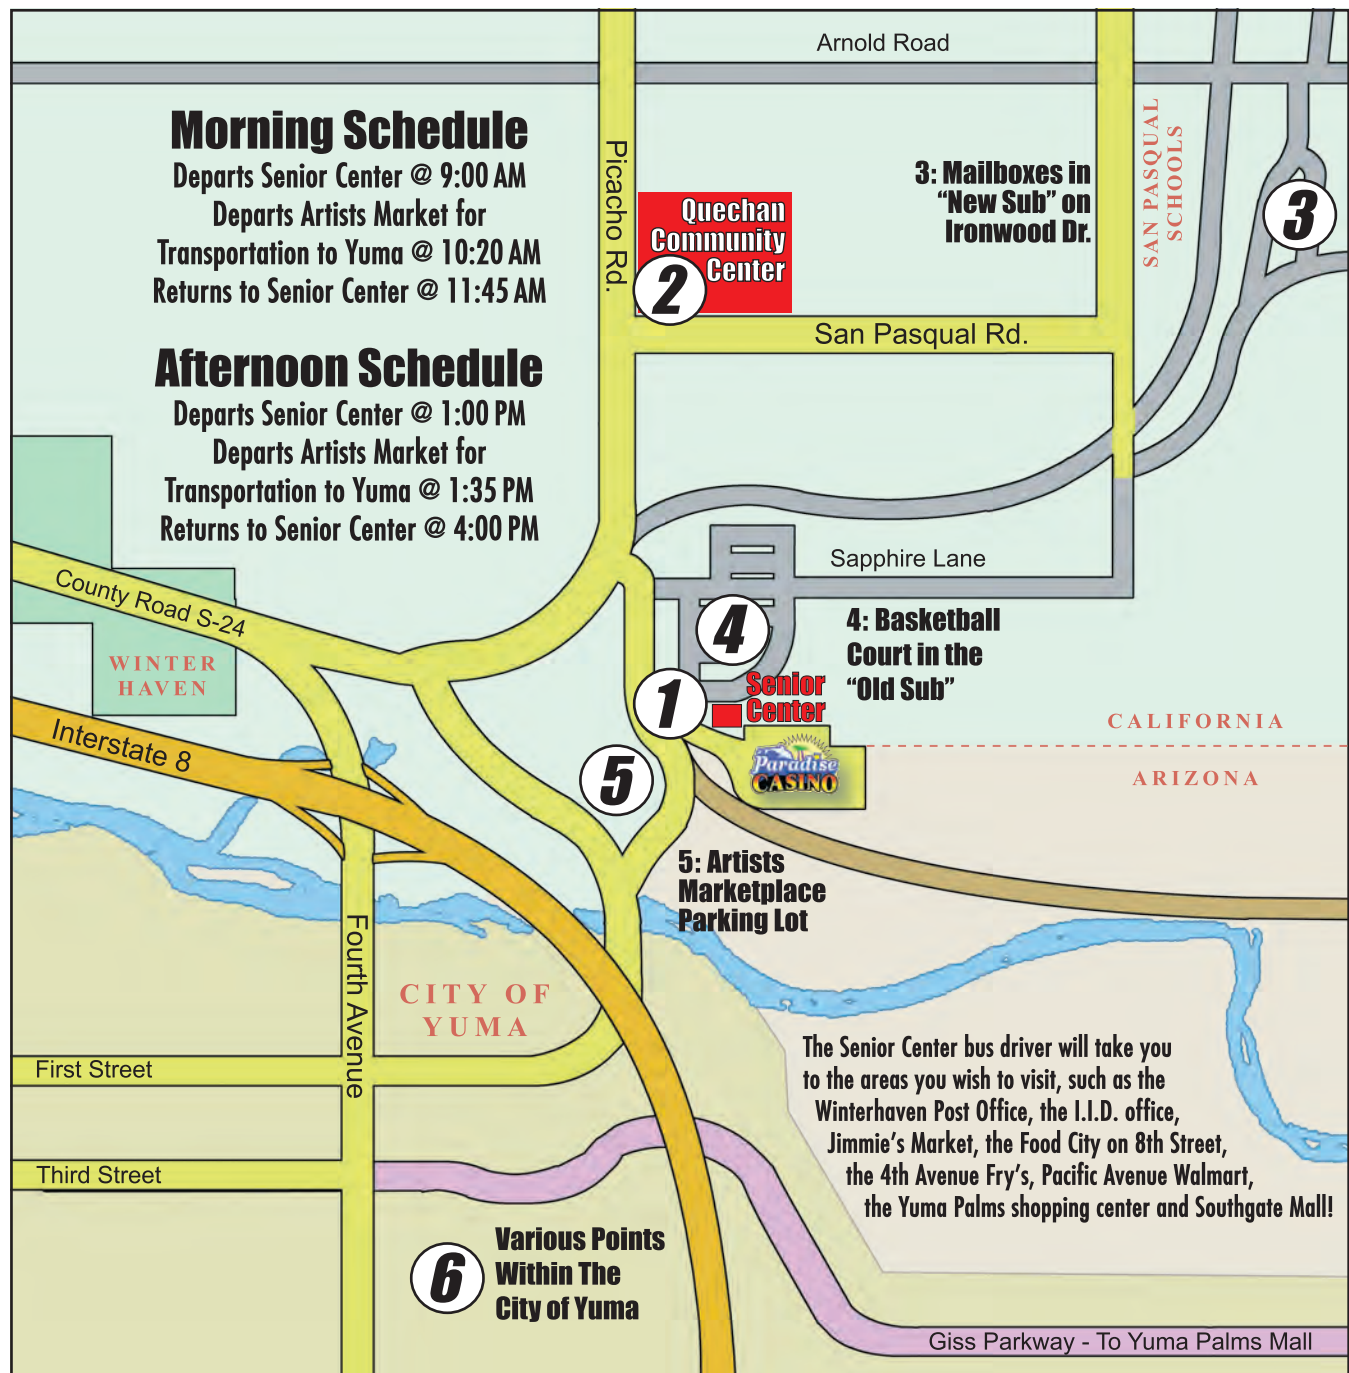 Arnold Road
Morning Schedule
Departs Senior Center @ 9:00 AM
Departs Artists Market for
Transportation to Yuma @ 10:20 AM
Returns to Senior Center @ 11:45 AM
Afternoon Schedule
Departs Senior Center @ 1:00 PM
Departs Artists Market for
Transportation to Yuma @ 1:35 PM
Returns to Senior Center @ 4:00 PM
Picacho Rd.
Quechan
Community
Center
2
3: Mailboxes in
“New Sub” on
Ironwood Dr.
SAN PASQUAL
SCHOOLS
3
San Pasqual Rd.
Sapphire Lane
County Road S-24
WINTER
HAVEN
4
4: Basketball
Court in the
“Old Sub”
1
Senior
Center
Interstate 8
5
Paradise
CASINO
CALIFORNIA
ARIZONA
5: Artists
Marketplace
Parking Lot
Fourth Avenue
CITY OF
YUMA
First Street
Third Street
The Senior Center bus driver will take you
to the areas you wish to visit, such as the
Winterhaven Post Office, the I.I.D. office,
Jimmie’s Market, the Food City on 8th Street,
the 4th Avenue Fry’s, Pacific Avenue Walmart,
the Yuma Palms shopping center and Southgate Mall!
6
Various Points
Within The
City of Yuma
Giss Parkway - To Yuma Palms Mall